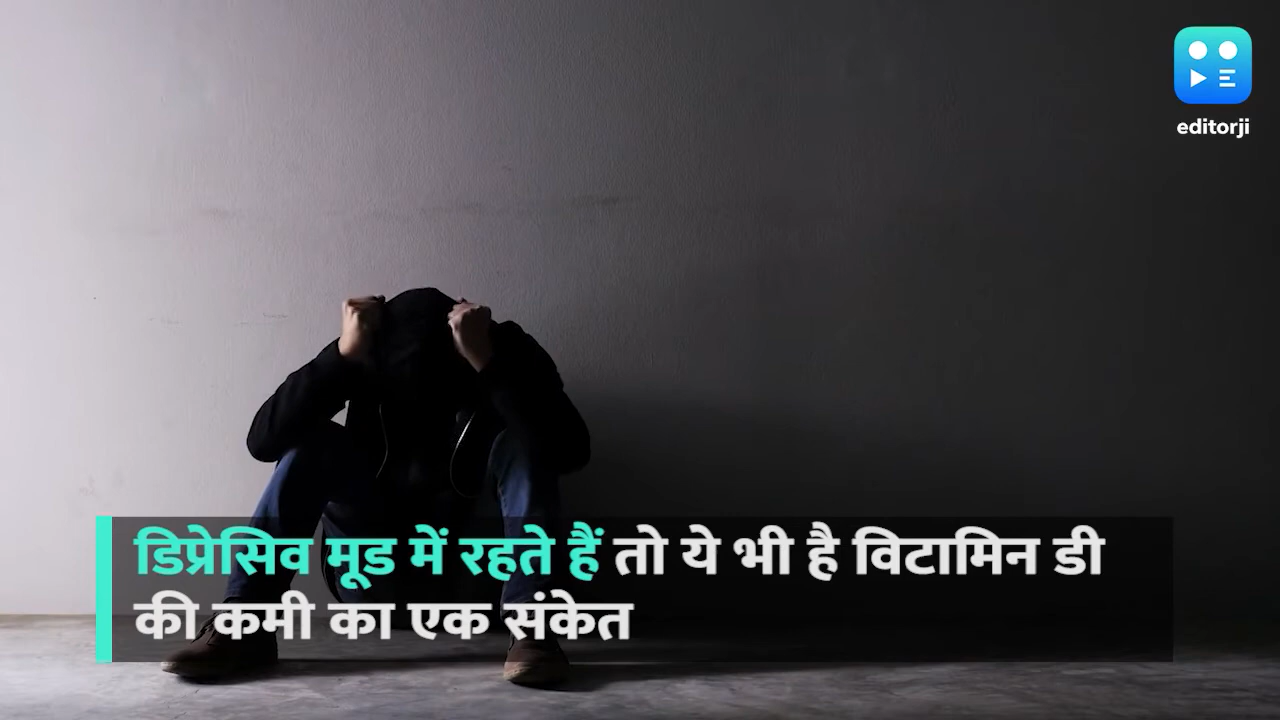 editorji
डिप्रेसिव मूड में रहते हैं तो ये भी है विटामिन डी
की कमी का एक संकेत